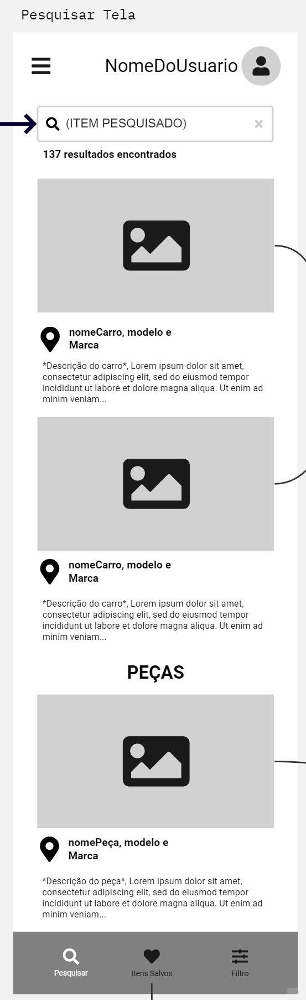 Pesquisar Tela
NomeDoUsuario
(ITEM PESQUISADO)
137 resultados encontrados
nomeCarro, modelo e
Marca
*Descrição do carro*, Lorem ipsum dolor sit amet,
consectetur adipiscing elit, sed do eiusmod tempor
incididunt ut labore et dolore magna aliqua. Ut enim ad
minim veniam...
nomeCarro, modelo e
Marca
*Descrição do carro*, Lorem ipsum dolor sit amet,
consectetur adipiscing elit, sed do eiusmod tempor
incididunt ut labore et dolore magna aliqua. Ut enim ad
minim veniam...
PEÇAS
nomePeça, modelo e
Marca
*Descrição do peça*, Lorem ipsum dolor sit amet,
consectetur adipiscing elit, sed do eiusmod tempor
incididunt ut labore et dolore magna aliqua. Ut enim ad
minim veniam...
Pesquisar
Itens Salvos
Filtro